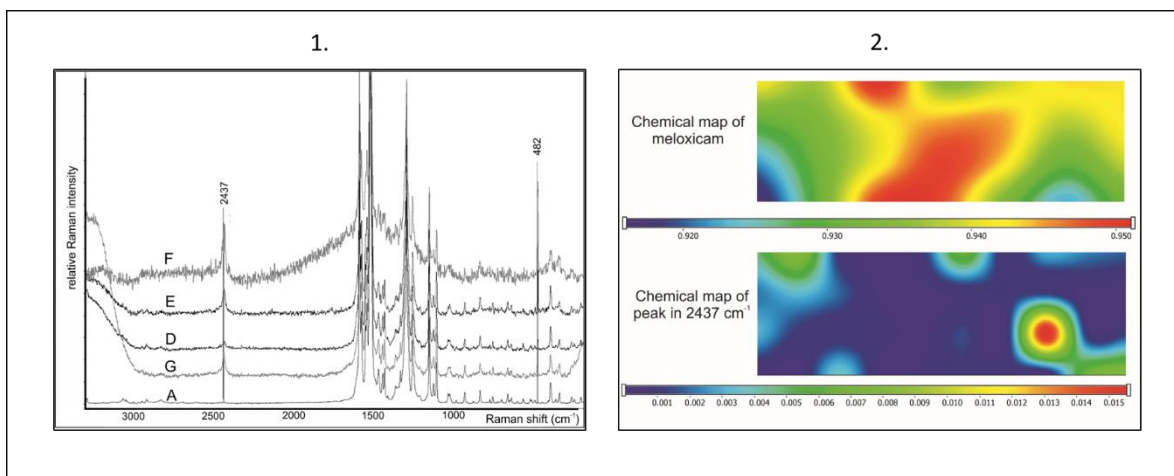 1.
2.
relative Raman intensity
2437
482
F
E
D
G
A
3000
2500
2000
1500
1000
Raman shift (cm-1)
Chemical map of
meloxicam
0.920
0.930
0.940
0.950
Chemical map of
peak in 2437 cm-1
0.001
0.002
0.003
0.004
0.005
0.006
0.007
0.008
0.009
0.010
0.011
0.012
0.013
0.014
0.015